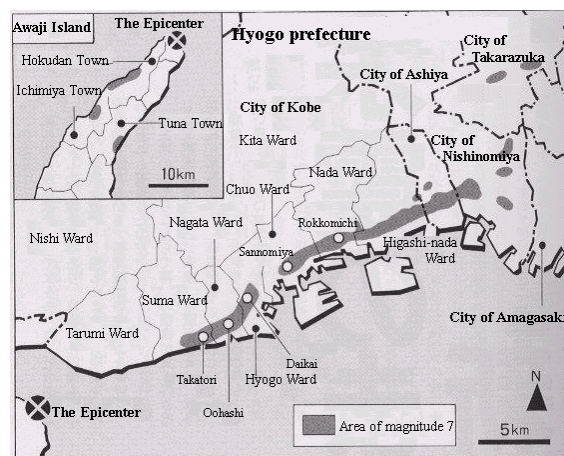 Awaji Island
The Epicenter
Hokudan Town
Ichimiya Town
Tuna Town
10km
Hyogo prefecture
City of
Takarazuka
City of Ashiya
City of Kobe
City of
Nishinomiya
Kita Ward
Nada Ward
Chuo Ward
Nagata Ward
Rokkomichi
Nishi Ward
Sannomiya
Higashi-nada
Ward
Suma Ward
Tarumi Ward
City of Amagasaki
Daikai
Takatori
Hyogo Ward
Oohashi
The Epicenter
Area of magnitude 7
N
5km